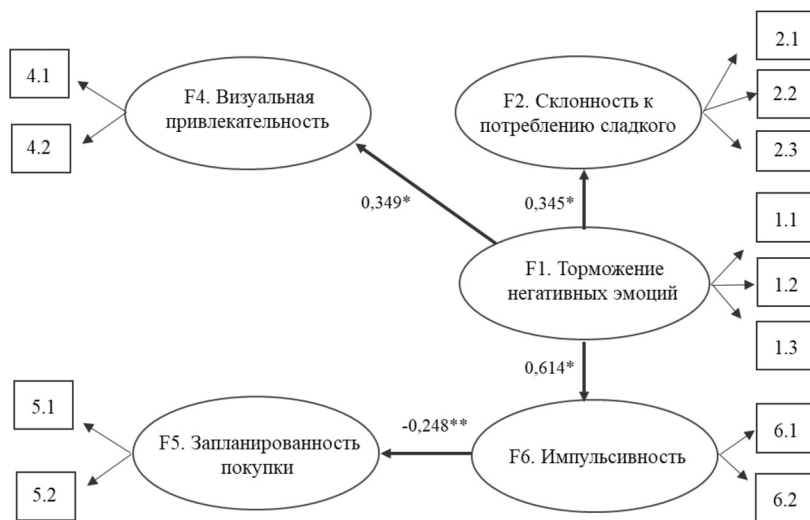 4.1
4.2
F4. Визуальная
привлекательность
F2. Склонность к
потреблению сладкого
2.1
2.2
2.3
0,349*
0,345*
F1. Торможение
негативных эмоций
1.1
1.2
1.3
0,614*
5.1
5.2
F5. Запланированность
покупки
-0,248**
F6. Импульсивность
6.1
6.2